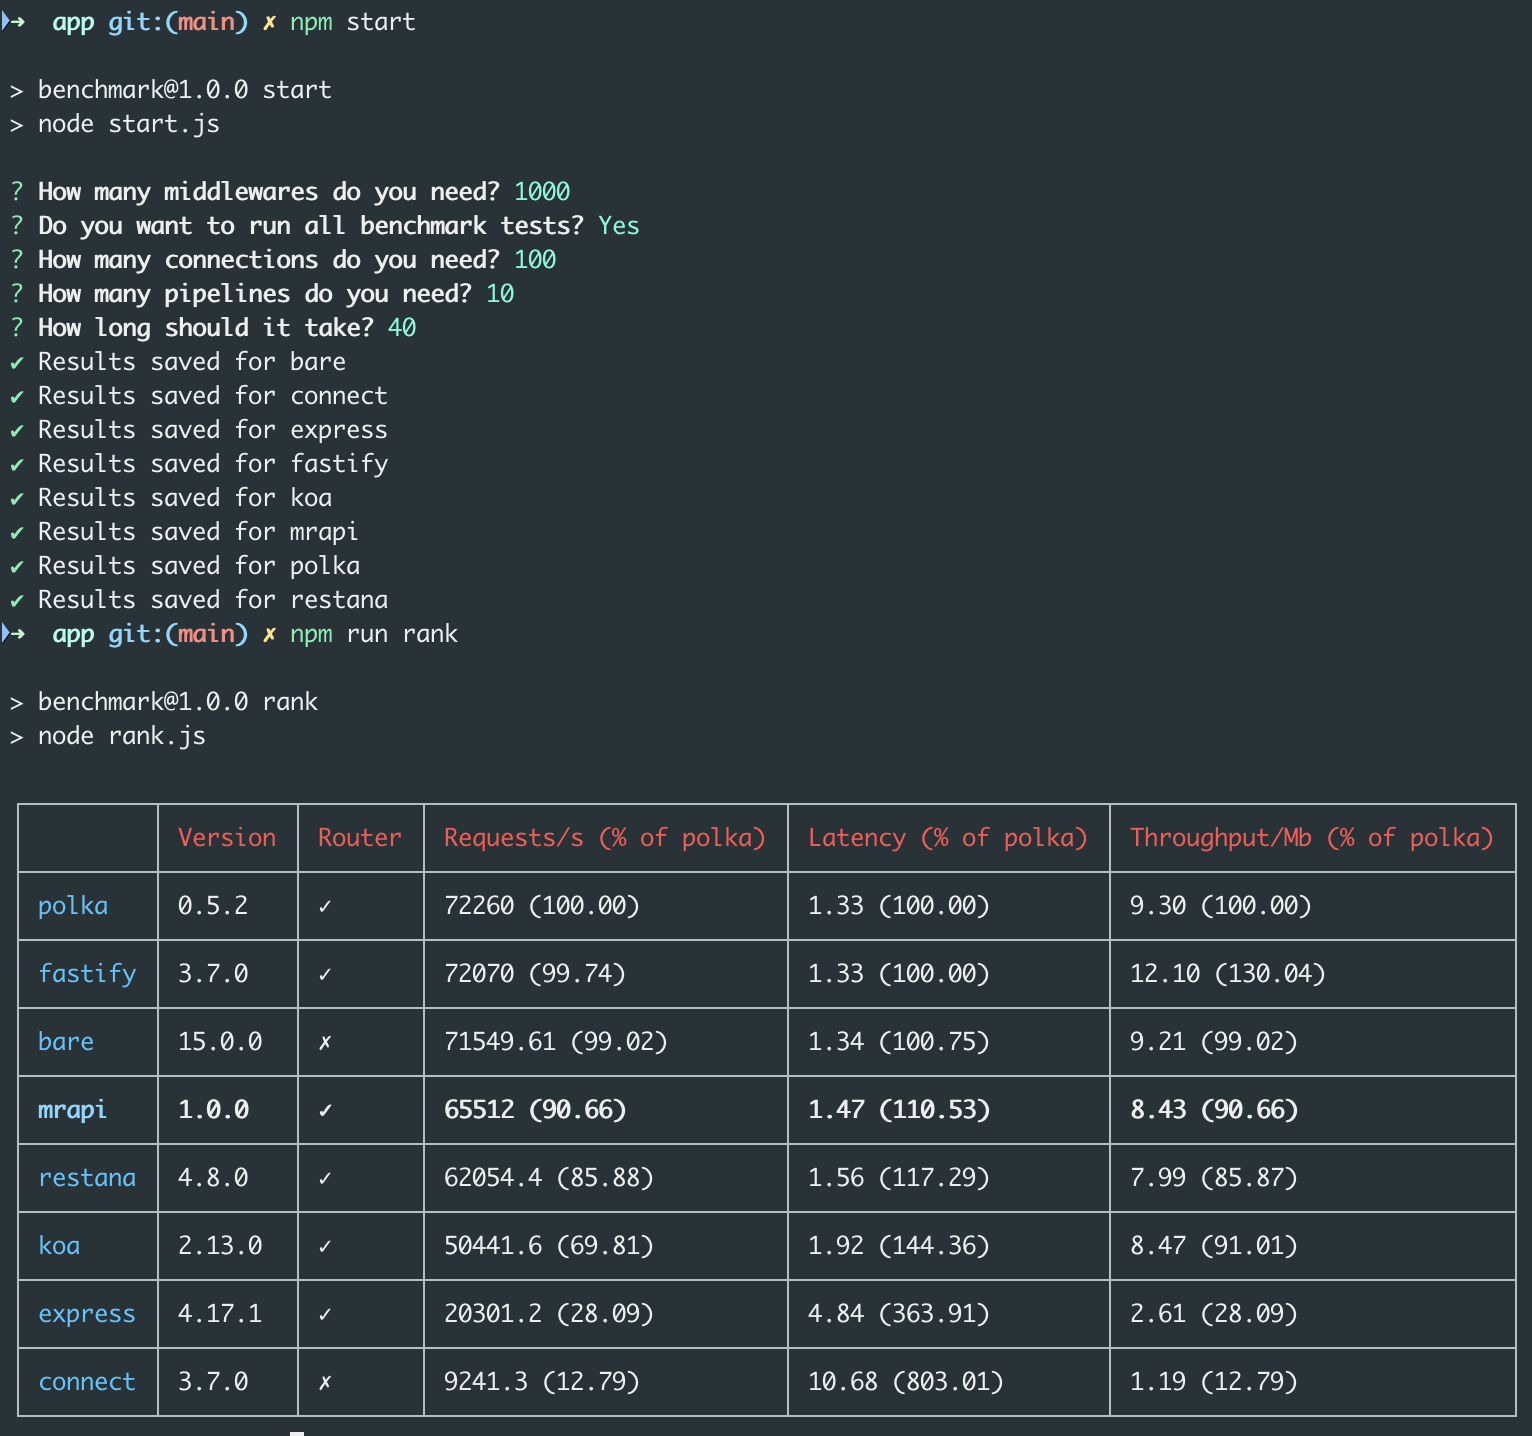 ➜ app git:(main) ✗ npm start
> benchmark@1.0.0 start
> node start.js
? How many middlewares do you need? 1000
? Do you want to run all benchmark tests? Yes
? How many connections do you need? 100
? How many pipelines do you need? 10
? How long should it take? 40
✔ Results saved for bare
✔ Results saved for connect
✔ Results saved for express
✔ Results saved for fastify
✔ Results saved for koa
✔ Results saved for mrapi
✔ Results saved for polka
✔ Results saved for restana
➜ app git:(main) ✗ npm run rank
> benchmark@1.0.0 rank
> node rank.js
Version Router Requests/s (% of polka) Latency (% of polka) Throughput/Mb (% of polka)
polka 0.5.2 ✓ 72260 (100.00) 1.33 (100.00) 9.30 (100.00)
fastify 3.7.0 ✓ 72070 (99.74) 1.33 (100.00) 12.10 (130.04)
bare 15.0.0 ✗ 71549.61 (99.02) 1.34 (100.75) 9.21 (99.02)
mrapi 1.0.0 ✓ 65512 (90.66) 1.47 (110.53) 8.43 (90.66)
restana 4.8.0 ✓ 62054.4 (85.88) 1.56 (117.29) 7.99 (85.87)
koa 2.13.0 ✓ 50441.6 (69.81) 1.92 (144.36) 8.47 (91.01)
express 4.17.1 ✓ 20301.2 (28.09) 4.84 (363.91) 2.61 (28.09)
connect 3.7.0 ✗ 9241.3 (12.79) 10.68 (803.01) 1.19 (12.79)